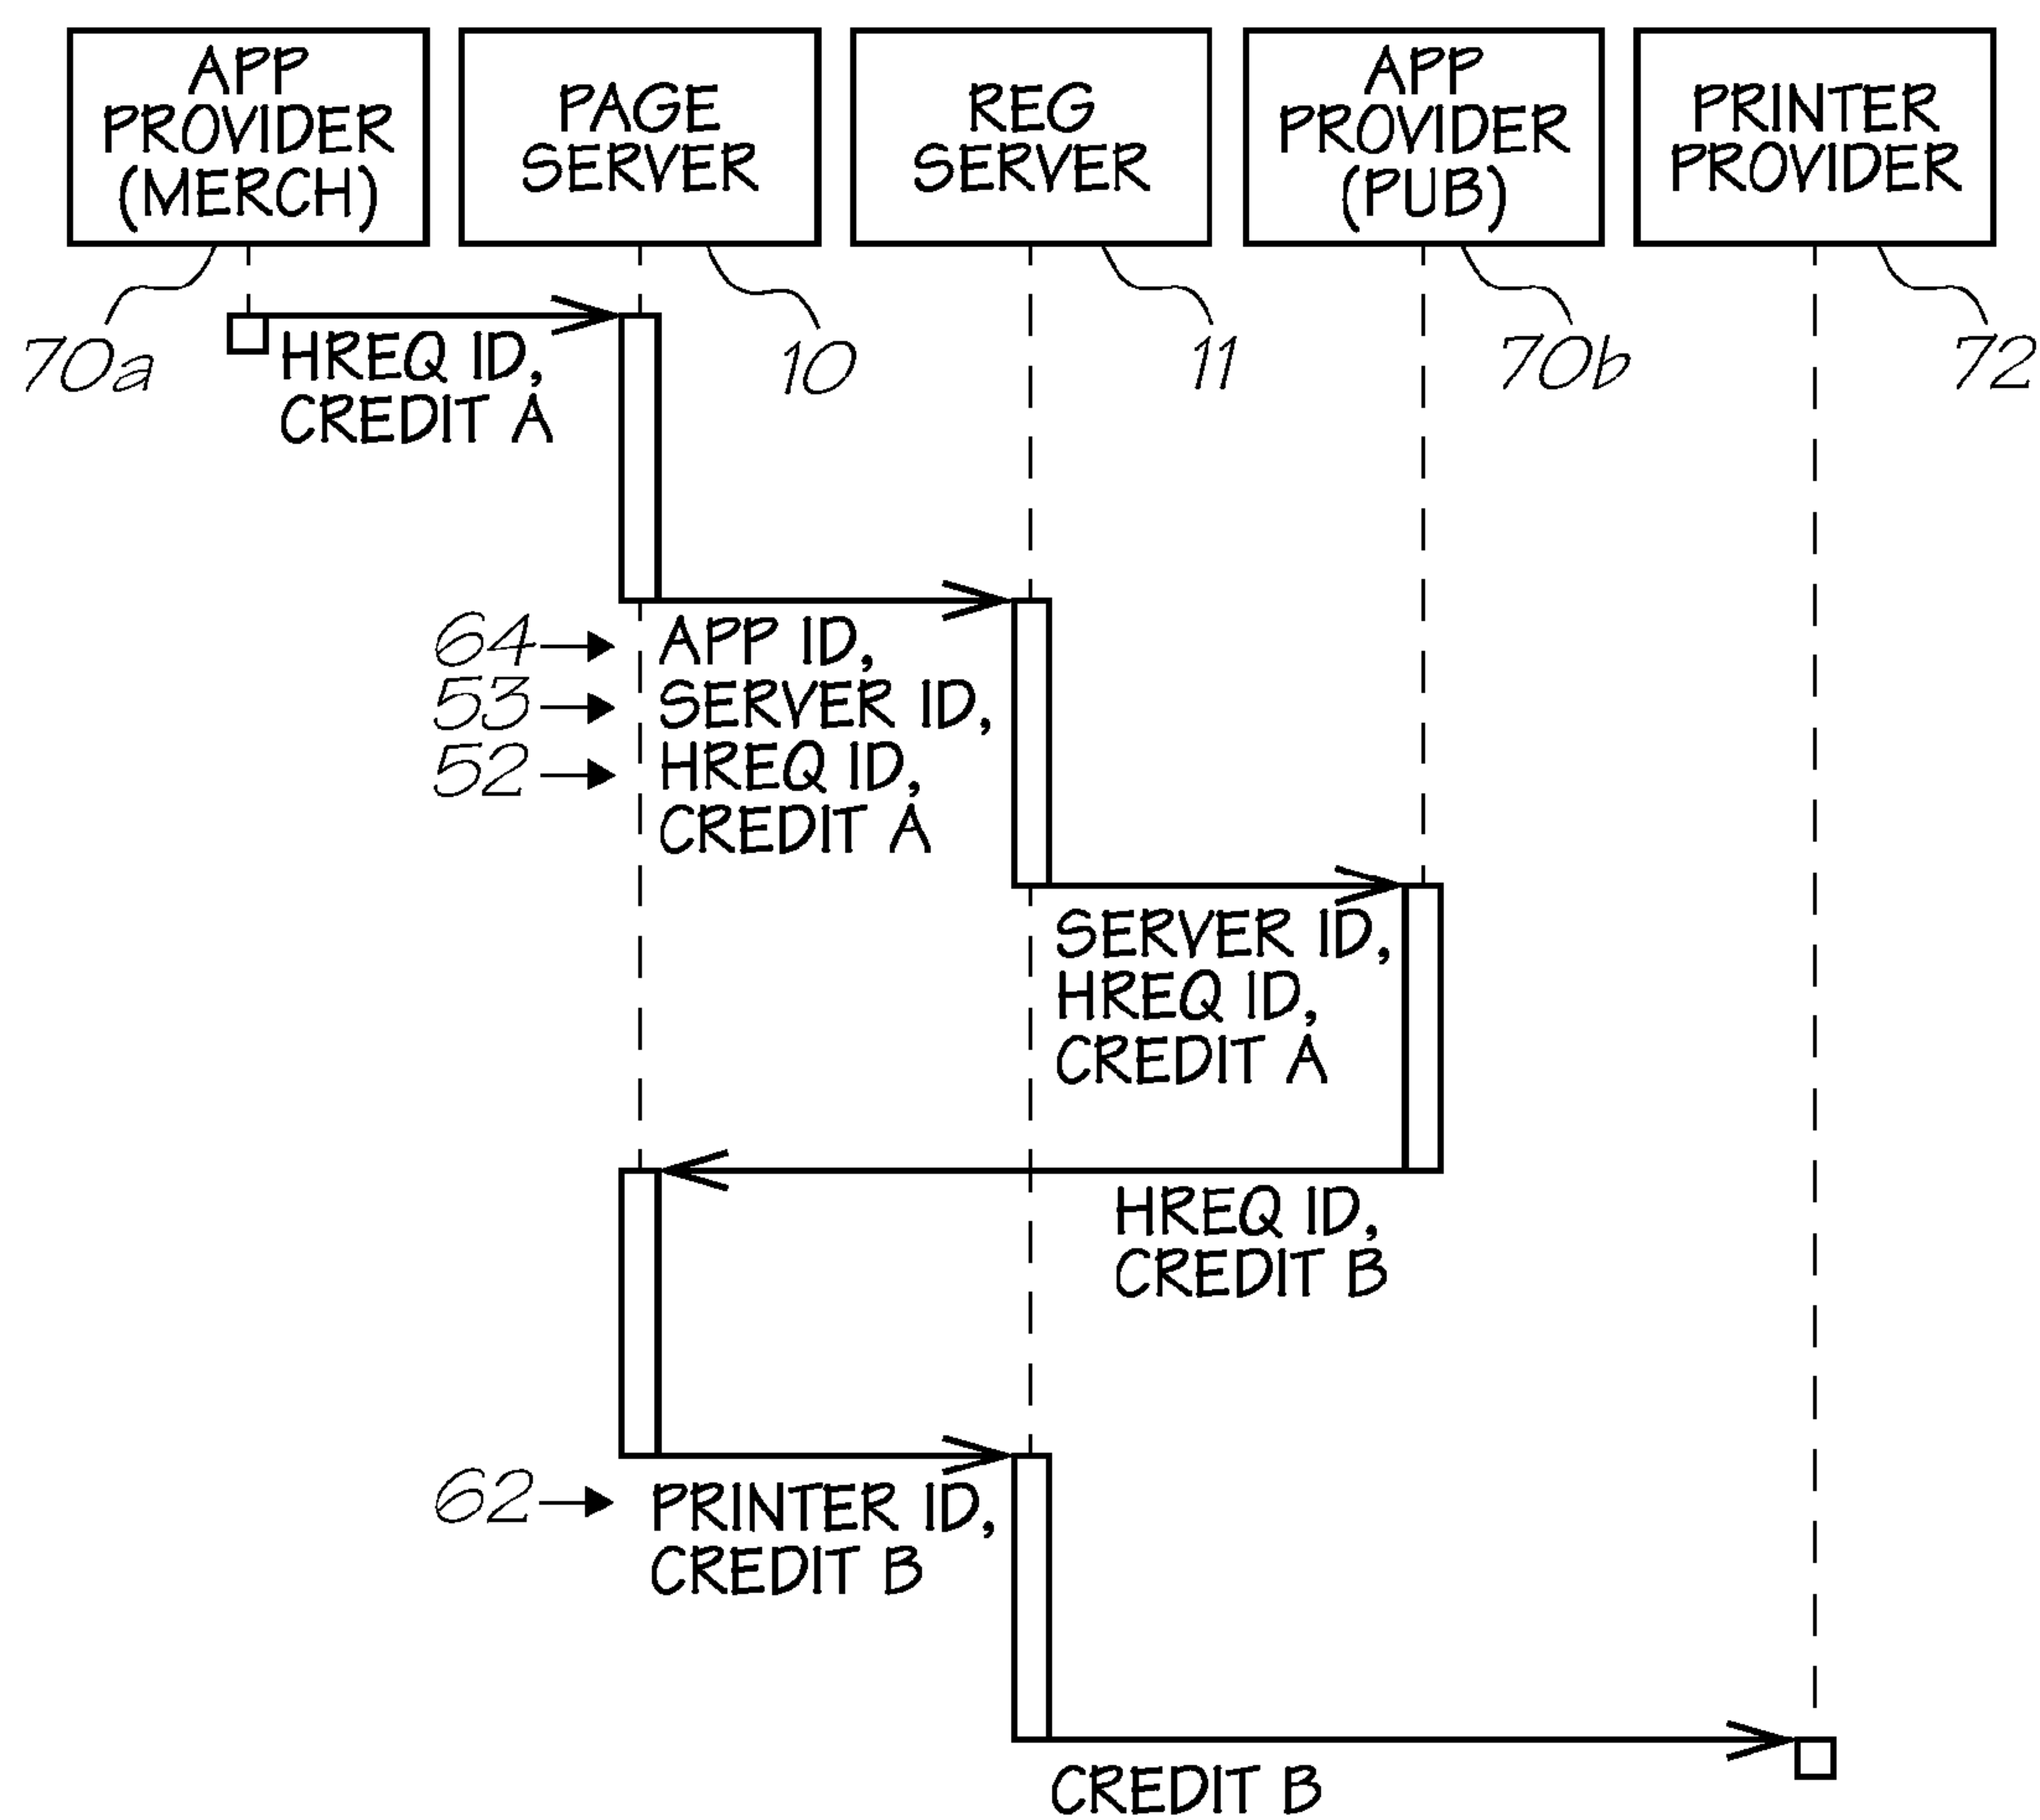 APP
PROVIDER
(MERCH)
PAGE
SERVER
REG
SERVER
APP
PROVIDER
(PUB)
PRINTER
PROVIDER
70a
10
11
70b
72
HREQ ID,
CREDIT A
64
APP ID,
53
SERVER ID,
52
HREQ ID,
CREDIT A
SERVER ID,
HREQ ID,
CREDIT A
HREQ ID,
CREDIT B
62
PRINTER ID,
CREDIT B
CREDIT B